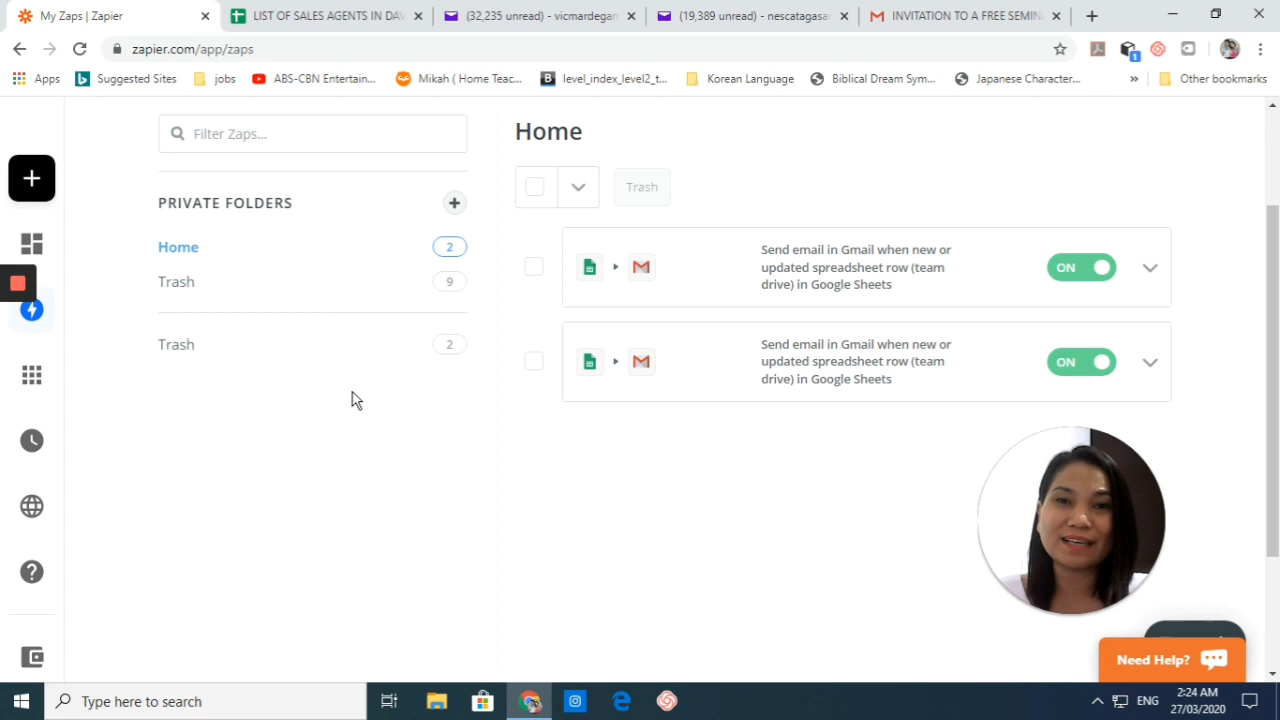 My Zaps | Zapier
LIST OF SALES AGENTS IN DAV
(32,235 unread) - vicmardegam
(19,389 unread) - nescatagasar
INVITATION TO A FREE SEMIN
zapier.com/app/zaps
1
Apps
Suggested Sites
jobs
ABS-CBN Entertain...
Mikah ( Home Teac...
level_index_level2_t...
Korean Language
Biblical Dream Sym...
Japanese Character...
»
Other bookmarks
Filter Zaps...
PRIVATE FOLDERS
Home 2
Trash 9
Trash 2
Home
Trash
Send email in Gmail when new or
updated spreadsheet row (team
drive) in Google Sheets
ON
Send email in Gmail when new or
updated spreadsheet row (team
drive) in Google Sheets
ON
Need Help?
Type here to search
ENG
2:24 AM
27/03/2020